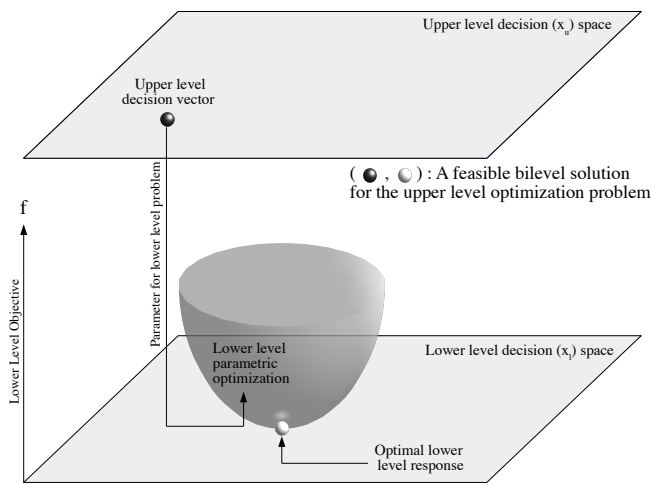 Upper level decision (x_u) space
Upper level
decision vector
( , ) : A feasible bilevel solution
for the upper level optimization problem
Parameter for lower level problem
f
Lower Level Objective
Lower level
parametric
optimization
Lower level decision (x_l) space
Optimal lower
level response